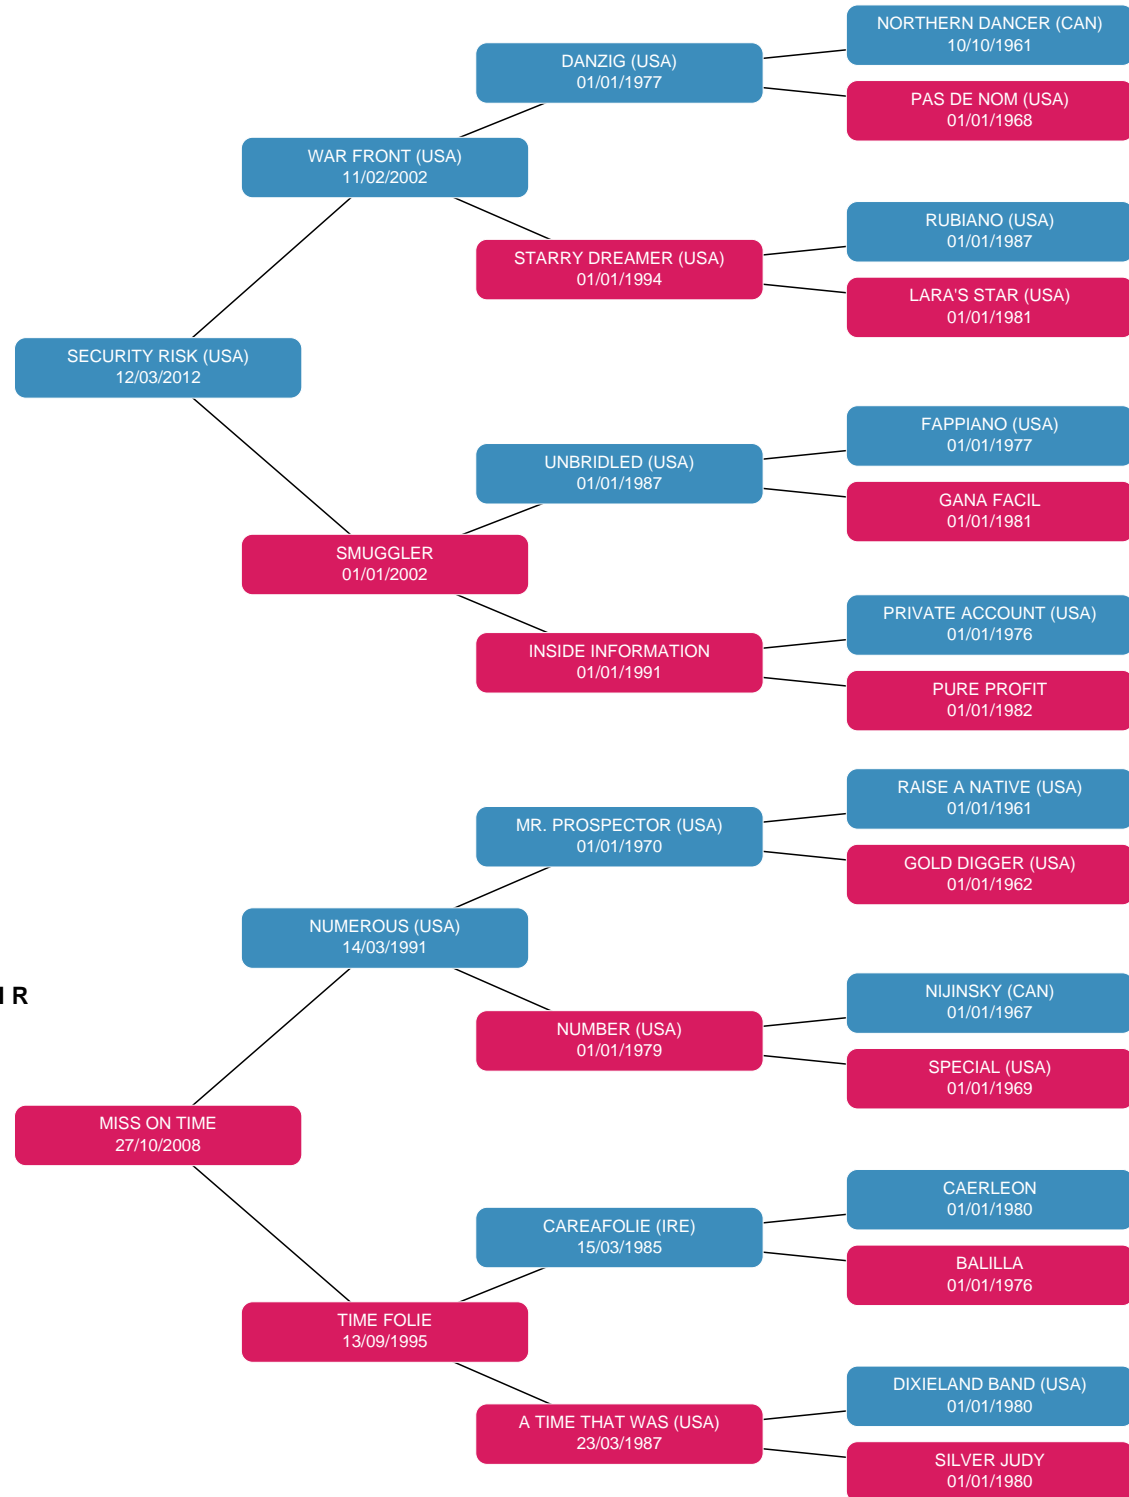 NORTHERN DANCER (CAN)
10/10/1961
DANZIG (USA)
01/01/1977
PAS DE NOM (USA)
01/01/1968
WAR FRONT (USA)
11/02/2002
RUBIANO (USA)
01/01/1987
STARRY DREAMER (USA)
01/01/1994
LARA'S STAR (USA)
01/01/1981
SECURITY RISK (USA)
12/03/2012
FAPPIANO (USA)
01/01/1977
UNBRIDLED (USA)
01/01/1987
GANA FACIL
01/01/1981
SMUGGLER
01/01/2002
PRIVATE ACCOUNT (USA)
01/01/1976
INSIDE INFORMATION
01/01/1991
PURE PROFIT
01/01/1982
RAISE A NATIVE (USA)
01/01/1961
MR. PROSPECTOR (USA)
01/01/1970
GOLD DIGGER (USA)
01/01/1962
NUMEROUS (USA)
14/03/1991
NIJINSKY (CAN)
01/01/1967
R
NUMBER (USA)
01/01/1979
SPECIAL (USA)
01/01/1969
MISS ON TIME
27/10/2008
CAERLEON
01/01/1980
CAREAFOLIE (IRE)
15/03/1985
BALILLA
01/01/1976
TIME FOLIE
13/09/1995
DIXIELAND BAND (USA)
01/01/1980
A TIME THAT WAS (USA)
23/03/1987
SILVER JUDY
01/01/1980